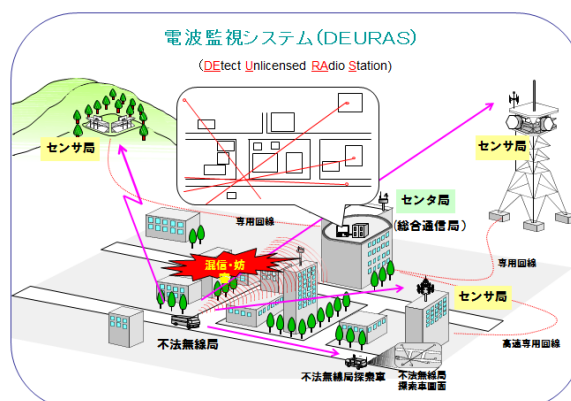 電波監視システム(DEURAS)
(DEtect Unlicensed RAdio Station)
センサ局
センサ局
センタ局
(総合通信局)
専用回線
混信・妨
害
専用回線
センサ局
不法無線局
高速専用回線
不法無線局探索車
不法無線局
探索車画面